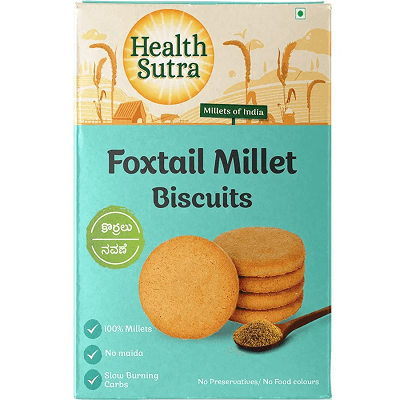 Health
Sutra
Millets of India
Foxtail Millet
Biscuits
కొర్రలు
ನವಣೆ
100% Millets
No maida
Slow Burning
Carbs
No Preservatives/ No Food colours